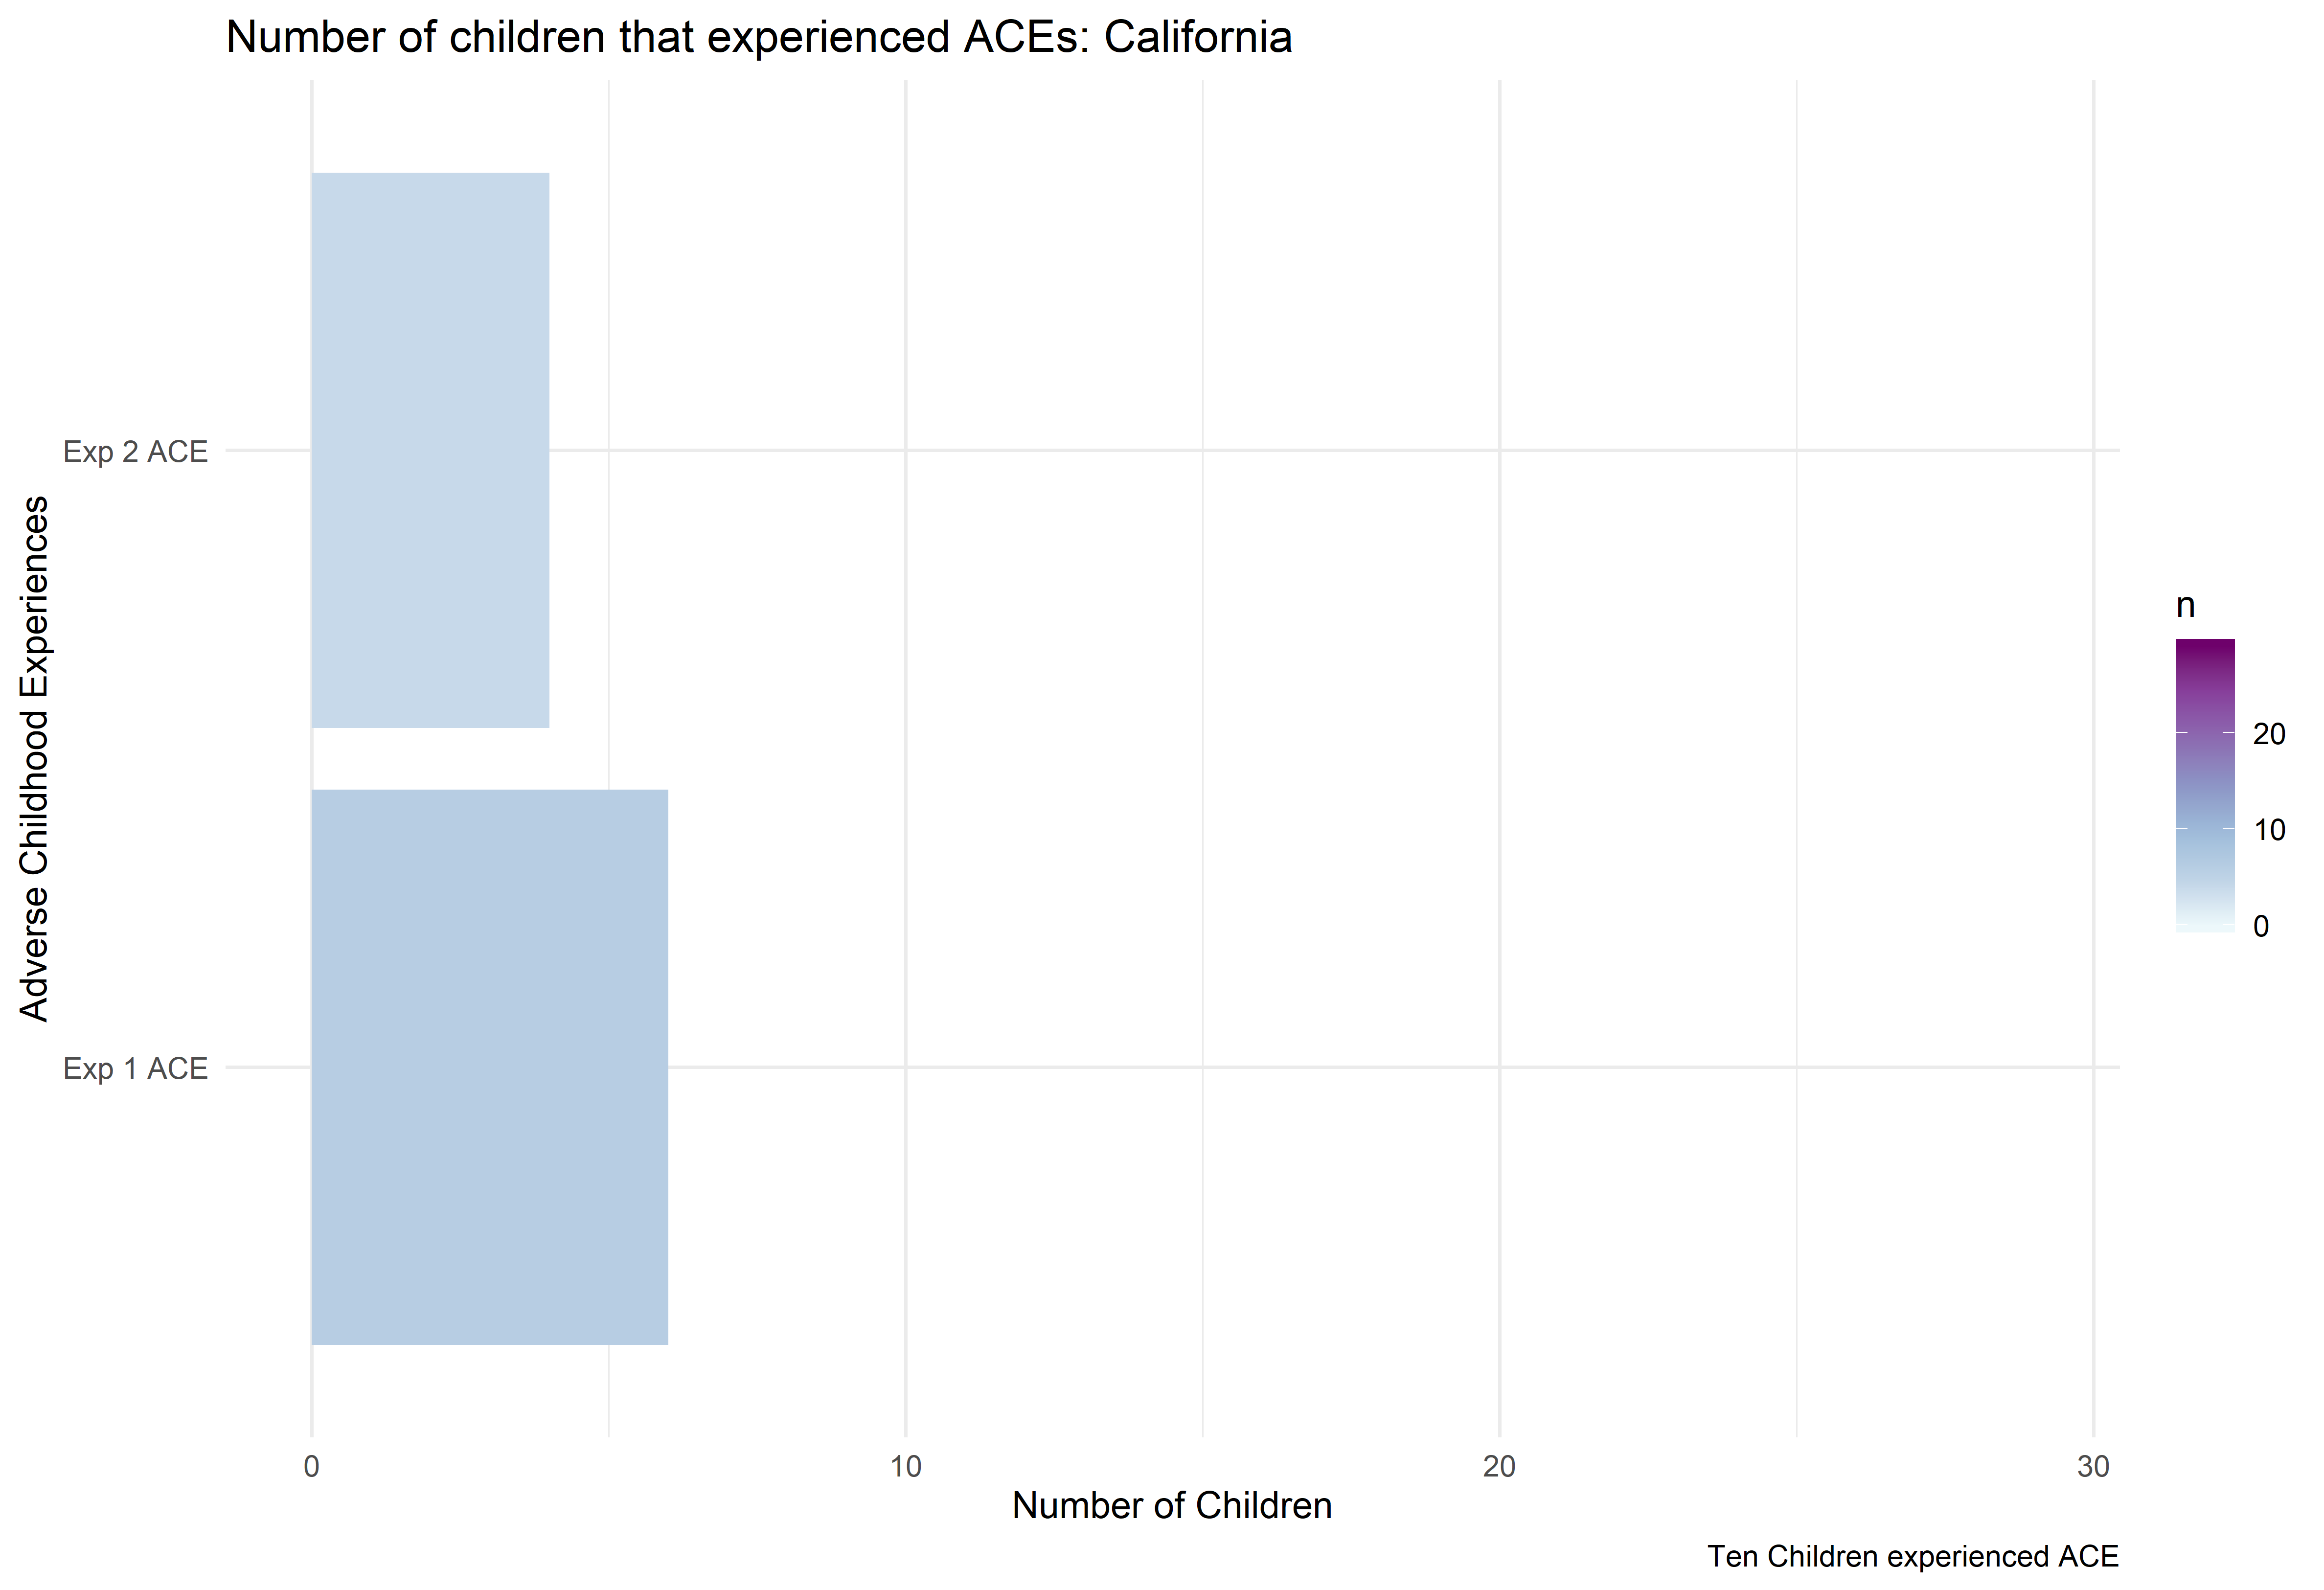 Number of children that experienced ACEs: California
Adverse Childhood Experiences
Exp 2 ACE
Exp 1 ACE
0
10
20
30
Number of Children
n
20
10
0
Ten Children experienced ACE